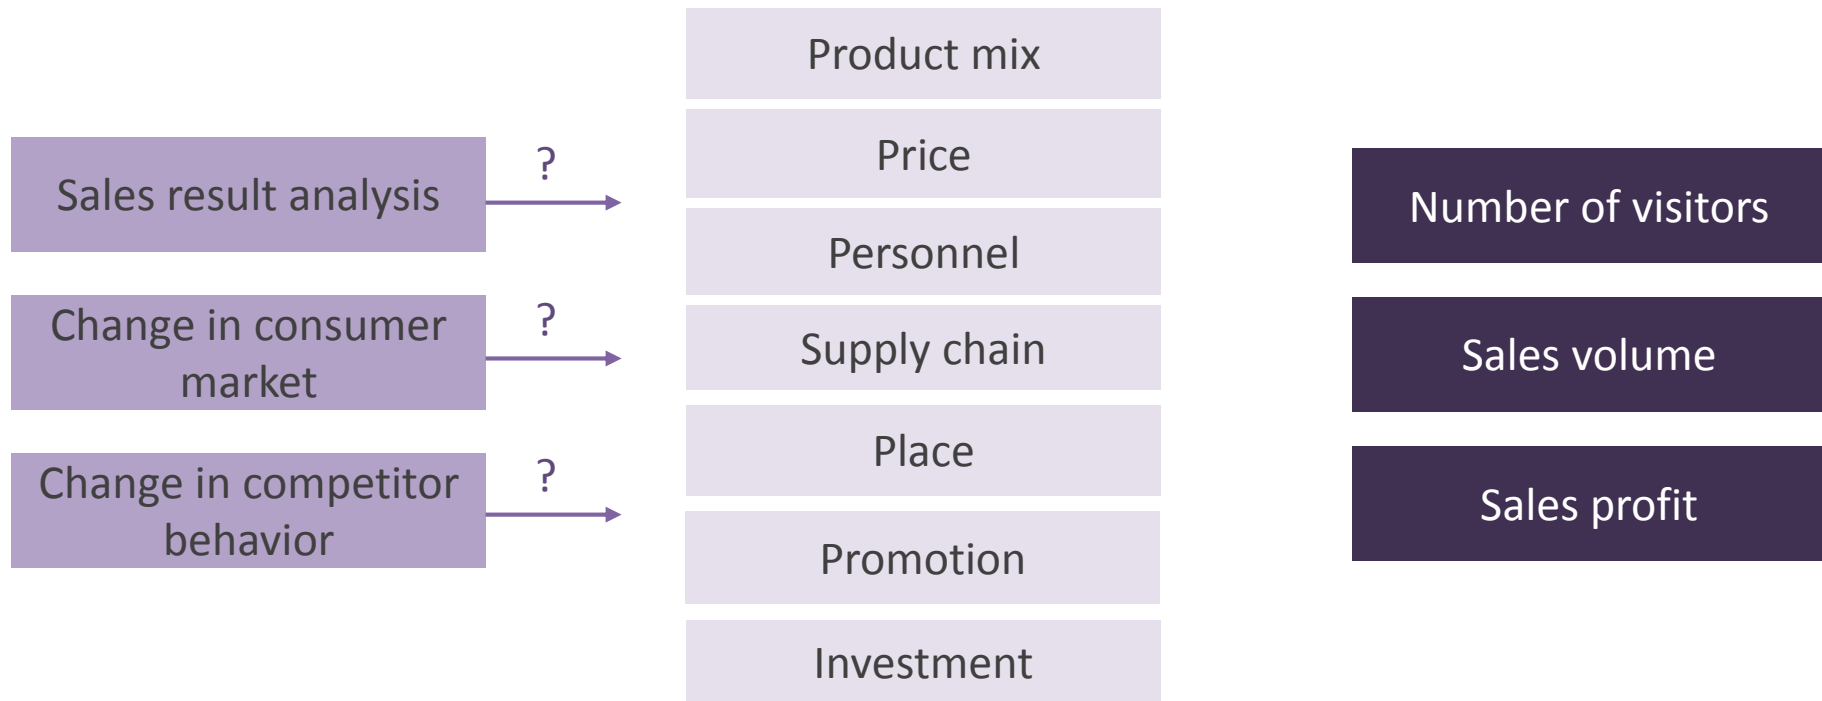 Sales result analysis
Change in consumer
market
Change in competitor
behavior
?
?
?
Product mix
Price
Personnel
Supply chain
Place
Promotion
Investment
Number of visitors
Sales volume
Sales profit